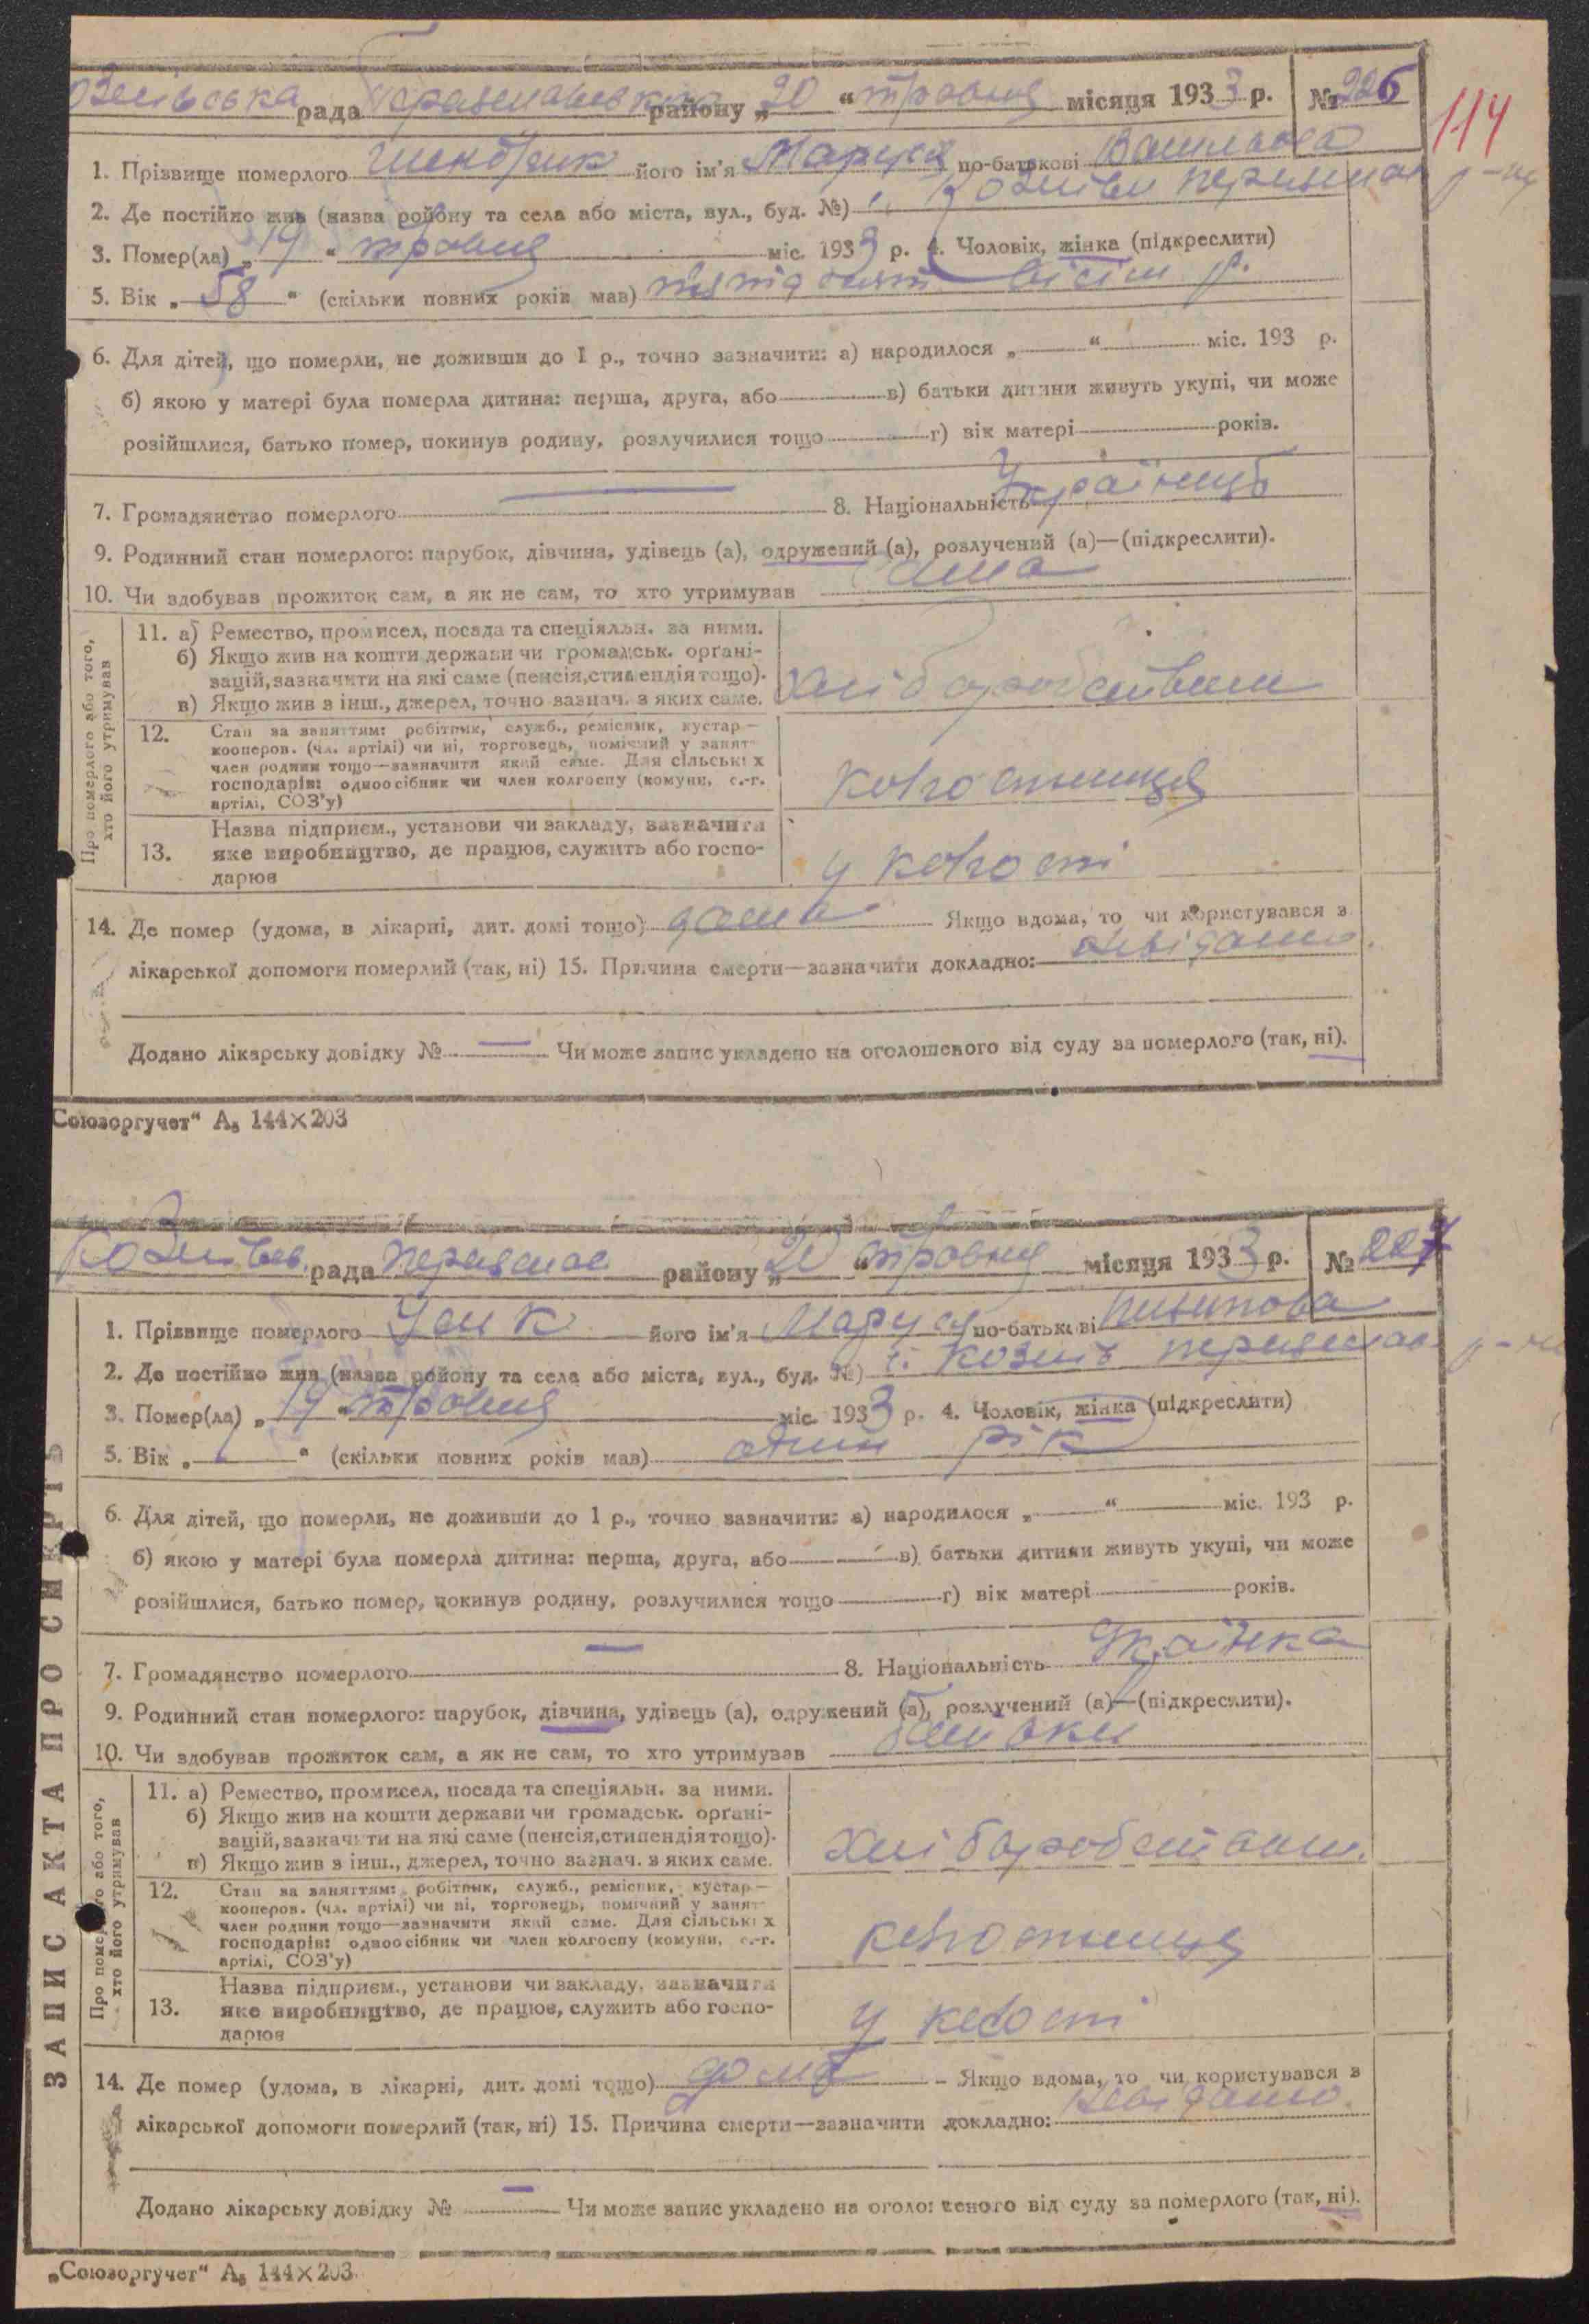 рада району „20“ травня місяця 1933 р. № 226
114
1. Прізвище померлого його ім'я Маруся по-батькові
2. Де постійно жив (назва району та села або міста, вул., буд. №) с.
3. Помер(ла) „19“ травня міс. 1933 р. 4. Чоловік, жінка (підкреслити)
5. Вік „58“ (скільки повних років мав) вісім р.
6. Для дітей, що померли, не доживши до 1 р., точно зазначити: а) народилося „ “ міс. 193 р.
б) якою у матері була померла дитина: перша, друга, або в) батьки дитини живуть укупі, чи може
розійшлися, батько помер, покинув родину, розлучилися тощо г) вік матері років.
7. Громадянство померлого 8. Національність
9. Родинний стан померлого: парубок, дівчина, удівець (а), одружений (а), розлучений (а)—(підкреслити).
10. Чи здобував прожиток сам, а як не сам, то хто утримував сама
Про померлого або того, хто його утримував
11. а) Ремество, промисел, посада та спеціяльн. за ними.
б) Якщо жив на кошти держави чи громадськ. орґані-
зацій, зазначити на які саме (пенсія, стипендія тощо).
в) Якщо жив з інш., джерел, точно зазнач. з яких саме.
12. Стан за заняттям: робітник, служб., ремісник, кустар—
кооперов. (чл. артілі) чи ні, торговець, помічний у занят-
член родини тощо—зазначити який саме. Для сільських
господарів: одноосібник чи член колгоспу (комуни, с.-г.
артілі, СОЗ'у)
колгоспниця
Назва підприєм., установи чи закладу, зазначити
13. яке виробництво, де працює, служить або госпо-
дарює
у колгоспі
14. Де помер (удома, в лікарні, дит. домі тощо) дома Якщо вдома, то чи користувався з
лікарської допомоги померлий (так, ні) 15. Причина смерти—зазначити докладно: невідомо.
Додано лікарську довідку № — Чи може запис укладено на оголошеного від суду за померлого (так, ні).
Союзоргучет“ А₅ 144×203
рада району „20“ травня місяця 1933 р. № 227
1. Прізвище померлого його ім'я Маруся по-батькові
2. Де постійно жив (назва району та села або міста, вул., буд. №) с.
3. Помер(ла) „19“ травня міс. 1933 р. 4. Чоловік, жінка (підкреслити)
5. Вік „1“ (скільки повних років мав) один рік
6. Для дітей, що померли, не доживши до 1 р., точно зазначити: а) народилося „ “ міс. 193 р.
б) якою у матері була померла дитина: перша, друга, або в) батьки дитини живуть укупі, чи може
розійшлися, батько помер, покинув родину, розлучилися тощо г) вік матері років.
7. Громадянство померлого — 8. Національність Українка
9. Родинний стан померлого: парубок, дівчина, удівець (а), одружений (а), розлучений (а)—(підкреслити).
10. Чи здобував прожиток сам, а як не сам, то хто утримував батьки
Про померлого або того, хто його утримував
11. а) Ремество, промисел, посада та спеціяльн. за ними.
б) Якщо жив на кошти держави чи громадськ. орґані-
зацій, зазначити на які саме (пенсія, стипендія тощо).
в) Якщо жив з інш., джерел, точно зазнач. з яких саме.
12. Стан за заняттям: робітник, служб., ремісник, кустар—
кооперов. (чл. артілі) чи ні, торговець, помічний у занят-
член родини тощо—зазначити який саме. Для сільських
господарів: одноосібник чи член колгоспу (комуни, с.-г.
артілі, СОЗ'у)
колгоспниця
Назва підприєм., установи чи закладу, зазначити
13. яке виробництво, де працює, служить або госпо-
дарює
у колгоспі
14. Де помер (удома, в лікарні, дит. домі тощо) дома Якщо вдома, то чи користувався з
лікарської допомоги померлий (так, ні) 15. Причина смерти—зазначити докладно: невідомо.
Додано лікарську довідку № — Чи може запис укладено на оголошеного від суду за померлого (так, ні).
„Союзоргучет“ А₅ 144×203
ЗАПИС АКТА ПРО СМЕРТЬ